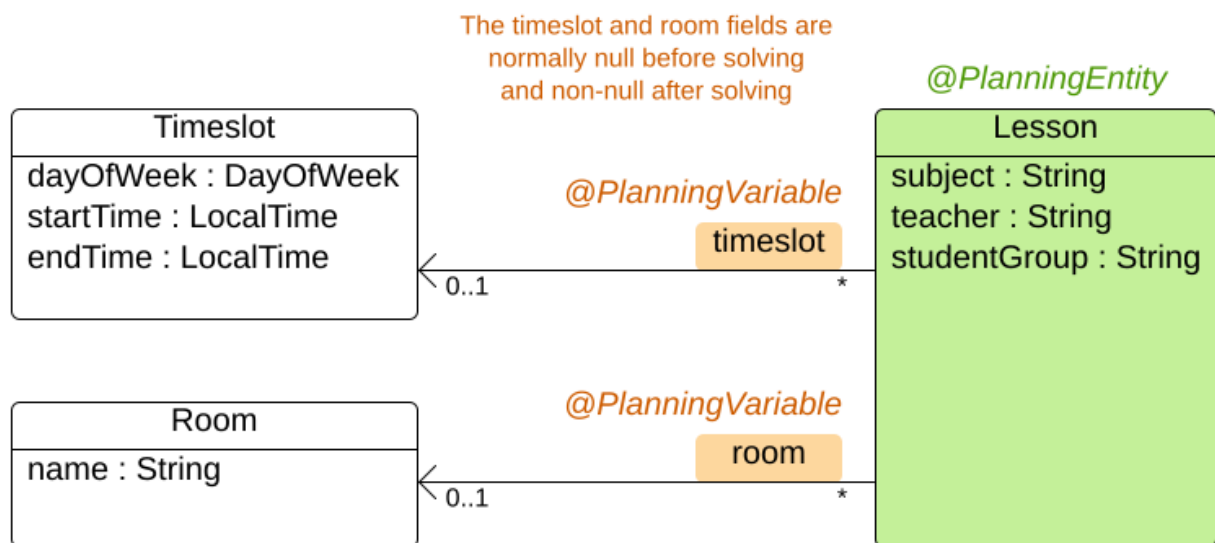 The timeslot and room fields are
normally null before solving
and non-null after solving
@PlanningEntity
Timeslot
dayOfWeek : DayOfWeek
startTime : LocalTime
endTime : LocalTime
@PlanningVariable
timeslot
0..1
*
Lesson
subject : String
teacher : String
studentGroup : String
Room
name : String
@PlanningVariable
room
0..1
*